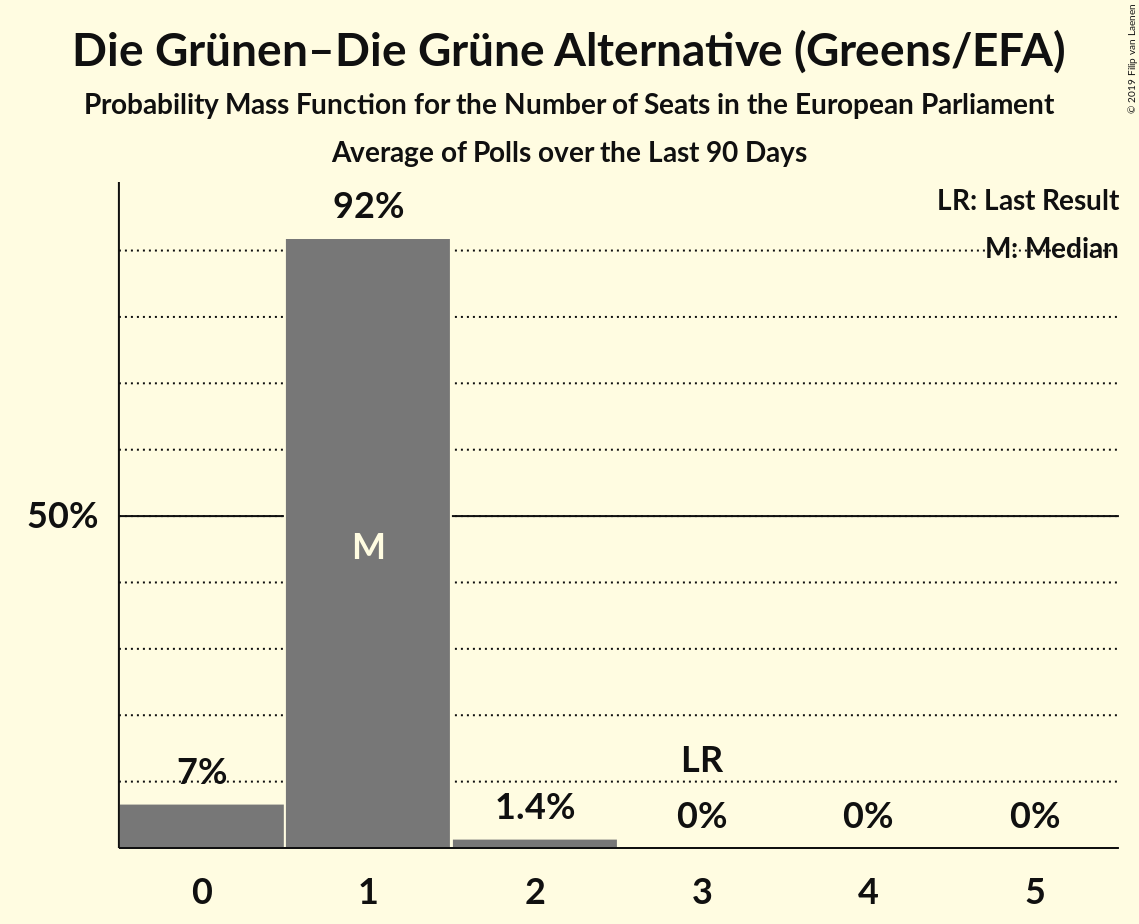 Die Grünen–Die Grüne Alternative (Greens/EFA)
Probability Mass Function for the Number of Seats in the European Parliament
Average of Polls over the Last 90 Days
© 2019 Filip van Laenen
LR: Last Result
M: Median
92%
50%
M
7%
1.4%
LR
0%
0%
0%
0 1 2 3 4 5